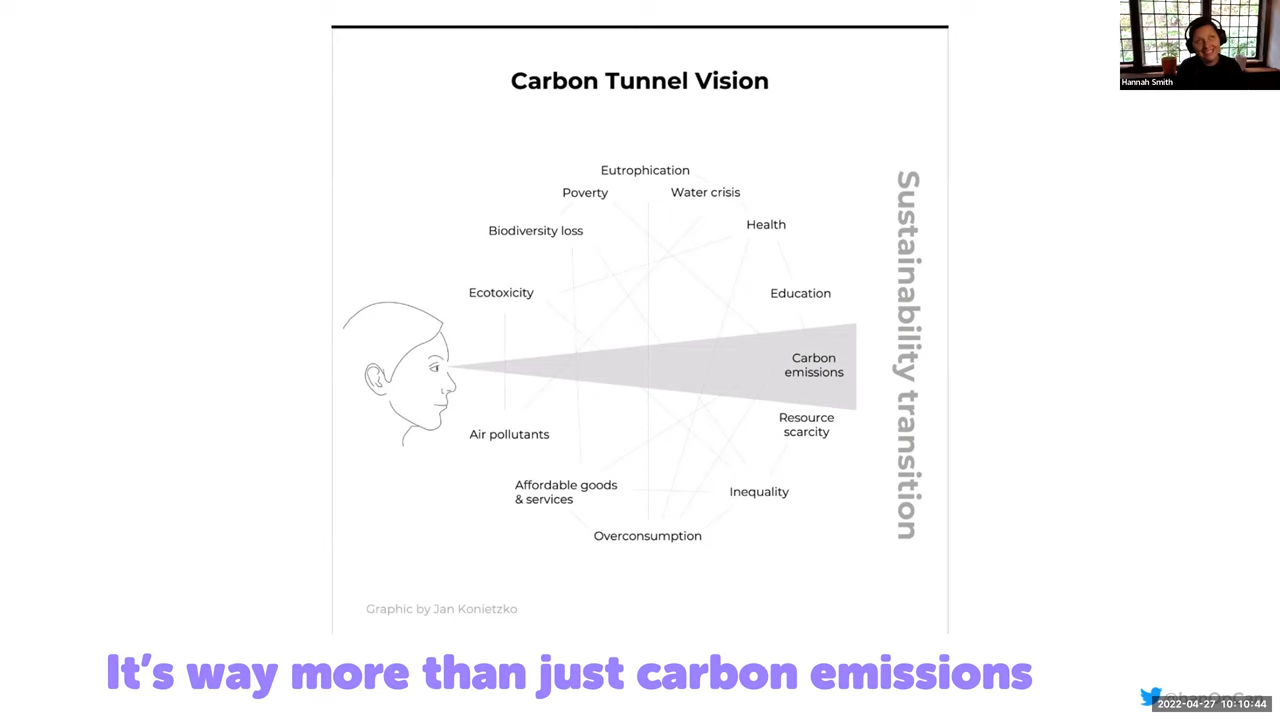 Hannah Smith
Carbon Tunnel Vision
Eutrophication
Poverty
Water crisis
Biodiversity loss
Health
Ecotoxicity
Education
Carbon
emissions
Resource
scarcity
Air pollutants
Affordable goods
& services
Inequality
Overconsumption
Sustainability transition
Graphic by Jan Konietzko
It's way more than just carbon emissions
2022-04-27 10:10:44